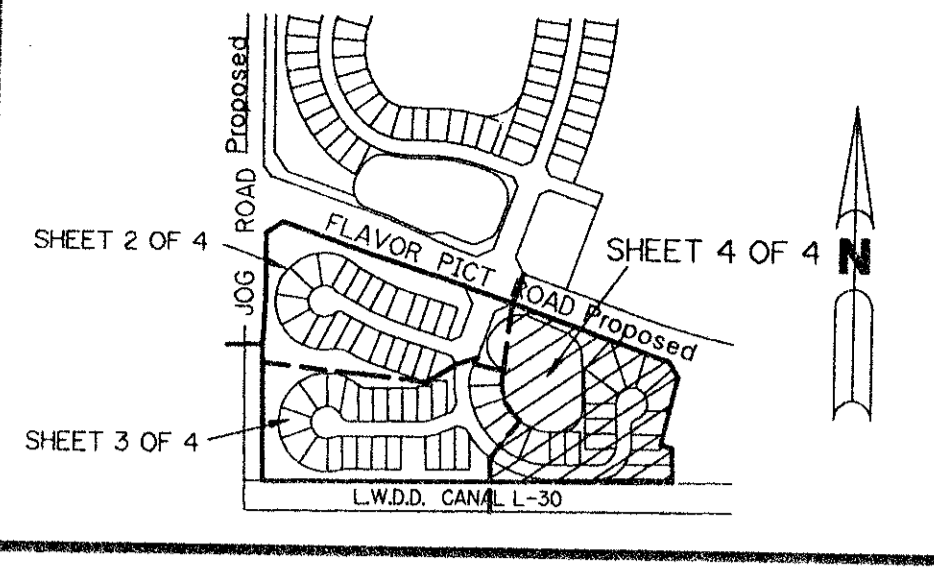 JOG ROAD Proposed
SHEET 2 OF 4
FLAVOR PICT ROAD Proposed
SHEET 4 OF 4
N
SHEET 3 OF 4
L.W.D.D. CANAL L-30